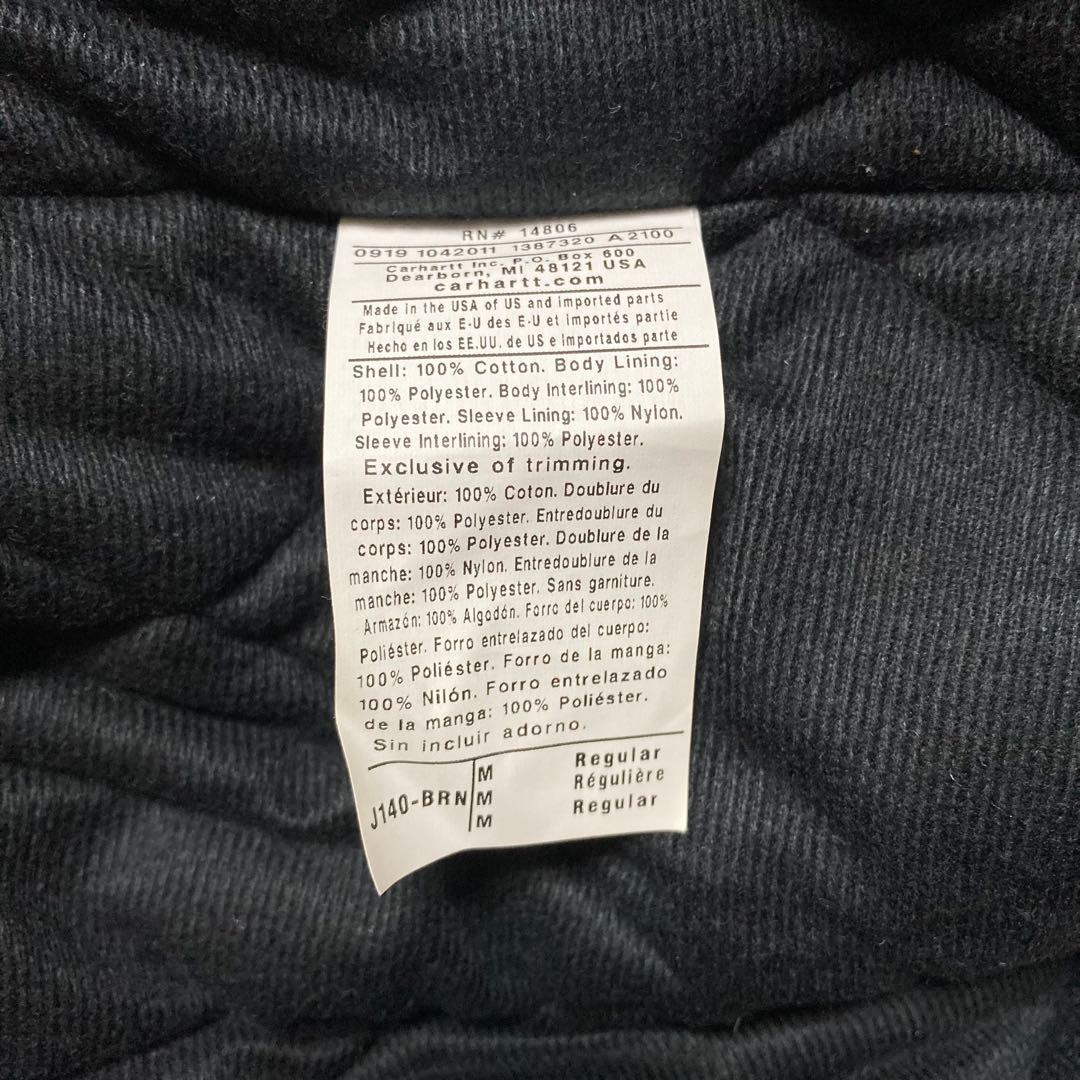 RN# 14806
0919 1042011 1387320 A2100
Carhartt Inc. P.O. Box 600
Dearborn, MI 48121 USA
carhartt.com
Made in the USA of US and imported parts
Fabriqué aux E-U des E-U et importés partie
Hecho en los EE.UU. de US e Importados parte
Shell: 100% Cotton. Body Lining:
100% Polyester. Body Interlining: 100%
Polyester. Sleeve Lining: 100% Nylon.
Sleeve Interlining: 100% Polyester.
Exclusive of trimming.
Extérieur: 100% Coton. Doublure du
corps: 100% Polyester. Entredoublure du
corps: 100% Polyester. Doublure de la
manche: 100% Nylon. Entredoublure de la
manche: 100% Polyester. Sans garniture.
Armazón: 100% Algodón. Forro del cuerpo: 100%
Poliéster. Forro entrelazado del cuerpo:
100% Poliéster. Forro de la manga:
100% Nilón. Forro entrelazado
de la manga: 100% Poliéster.
Sin incluir adorno.
J140-BRN M Regular
M Régulière
M Regular